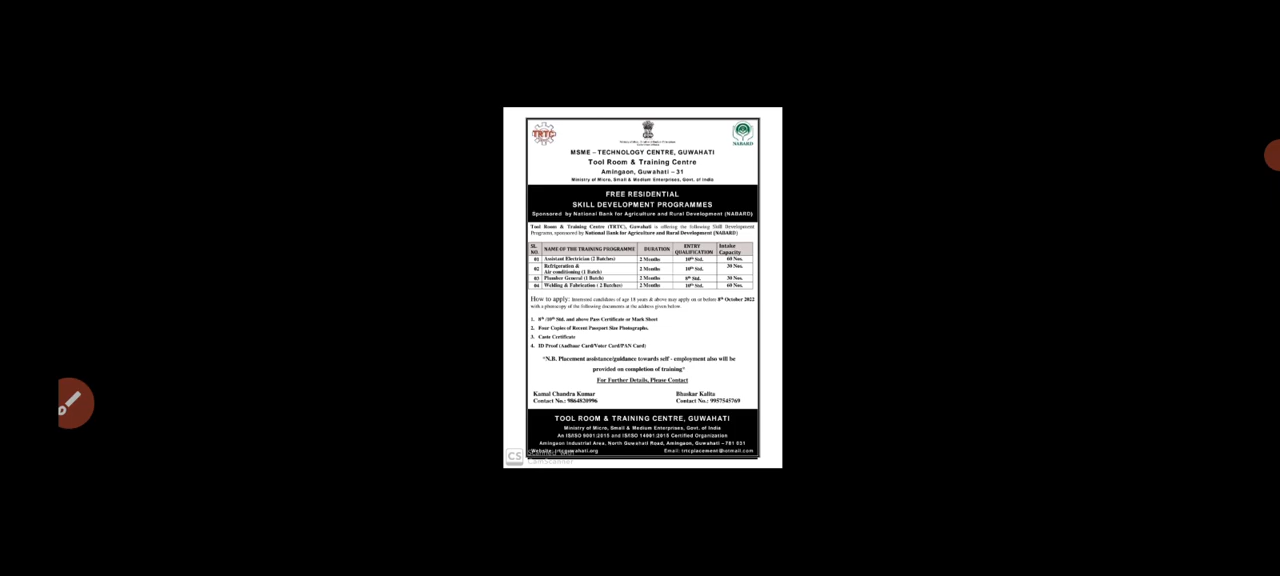 TRTC
NABARD
MSME – TECHNOLOGY CENTRE, GUWAHATI
Tool Room & Training Centre
Amingaon, Guwahati – 31
Ministry of Micro, Small & Medium Enterprises, Govt. of India
FREE RESIDENTIAL
SKILL DEVELOPMENT PROGRAMMES
Sponsored by National Bank for Agriculture and Rural Development (NABARD)
Tool Room & Training Centre (TRTC), Guwahati is offering the following Skill Development
Programs, sponsored by National Bank for Agriculture and Rural Development (NABARD)
SL. NO. NAME OF THE TRAINING PROGRAMME DURATION ENTRY QUALIFICATION Intake Capacity
01 Assistant Electrician (2 Batches) 2 Months 10th Std. 60 Nos.
02 Refrigeration & Air conditioning (1 Batch) 2 Months 10th Std. 30 Nos.
03 Plumber General (1 Batch) 2 Months 8th Std. 30 Nos.
04 Welding & Fabrication ( 2 Batches) 2 Months 10th Std. 60 Nos.
How to apply: Interested candidates of age 18 years & above may apply on or before 8th October 2022
with a photocopy of the following documents at the address given below.
1. 8th /10th Std. and above Pass Certificate or Mark Sheet
2. Four Copies of Recent Passport Size Photographs.
3. Caste Certificate
4. ID Proof (Aadhaar Card/Voter Card/PAN Card)
*N.B. Placement assistance/guidance towards self - employment also will be
provided on completion of training*
For Further Details, Please Contact
Kamal Chandra Kumar Bhaskar Kalita
Contact No.: 9864820996 Contact No.: 9957545769
TOOL ROOM & TRAINING CENTRE, GUWAHATI
Ministry of Micro, Small & Medium Enterprises, Govt. of India
An IS/ISO 9001:2015 and IS/ISO 14001:2015 Certified Organization
Amingaon Industrial Area, North Guwahati Road, Amingaon, Guwahati – 781 031
Website: trtcguwahati.org Email: trtcplacement@hotmail.com
CS Scanned with
CamScanner